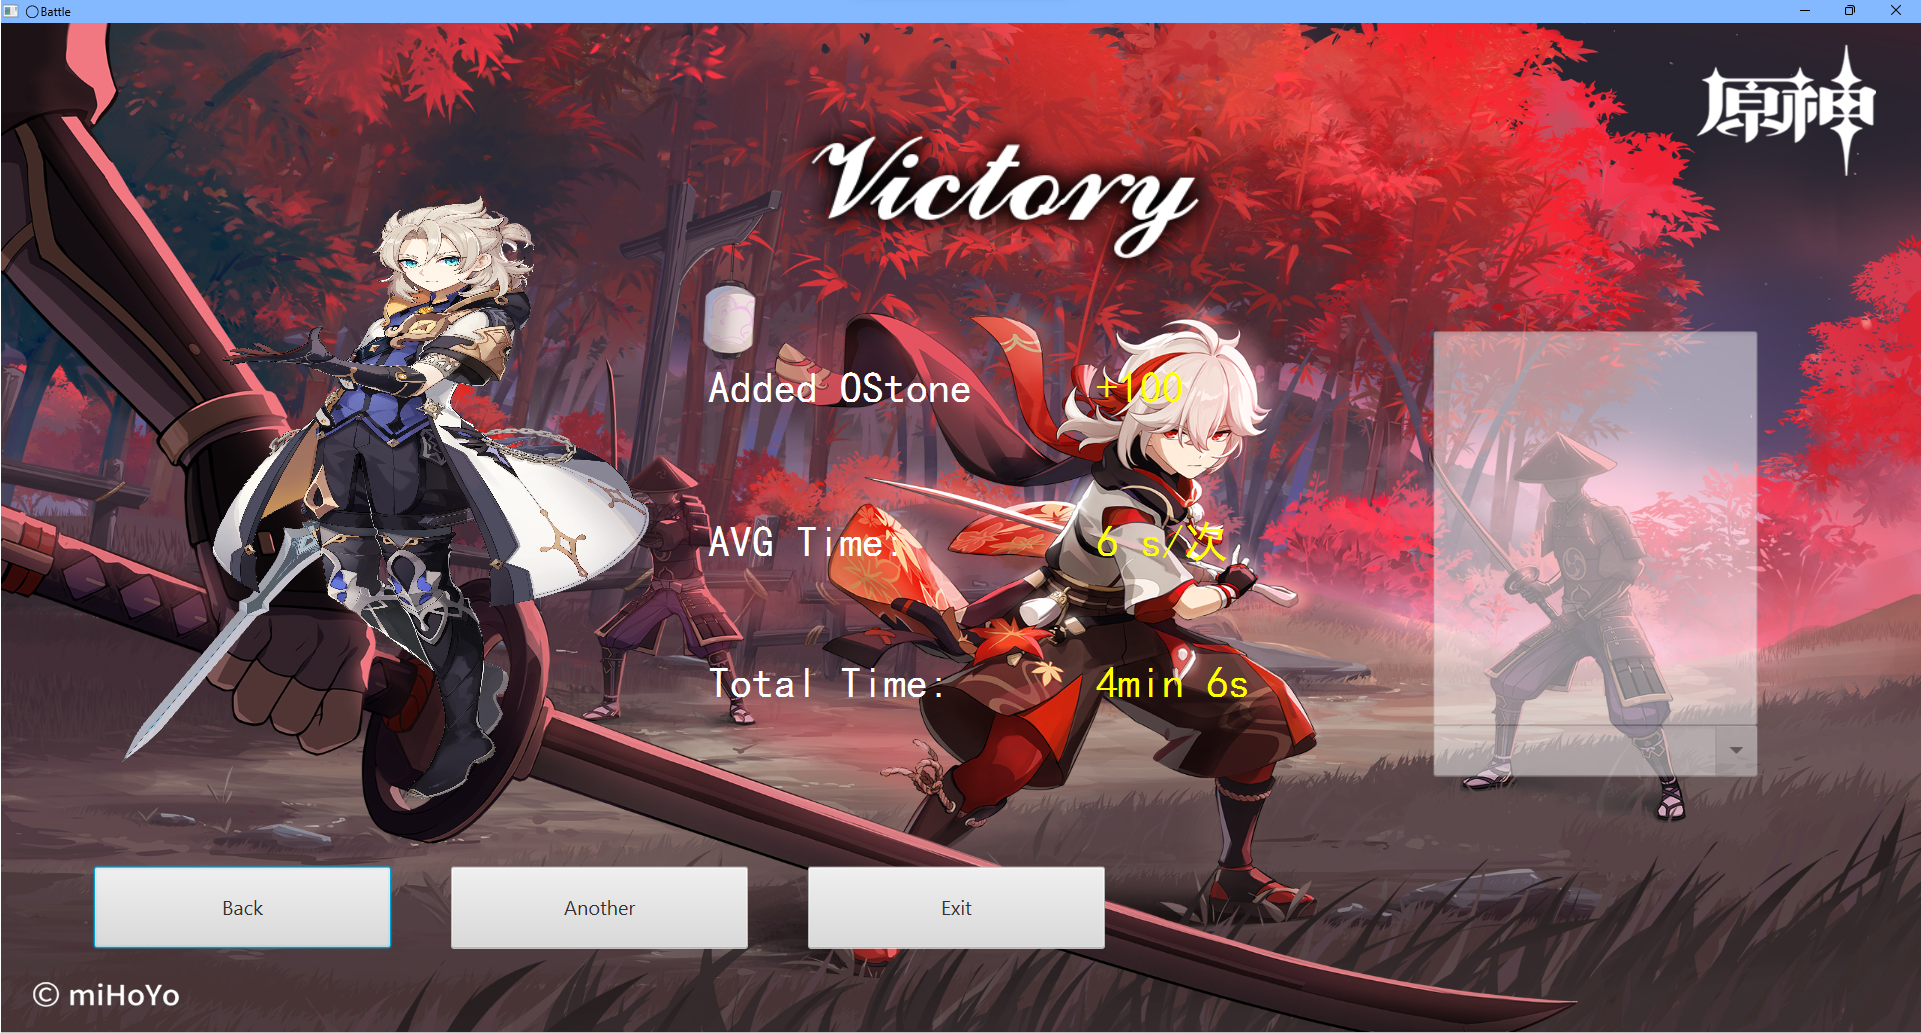 Battle
原神
Victory
Added OStone +100
AVG Time: 6 s/次
Total Time: 4min 6s
Back
Another
Exit
© miHoYo